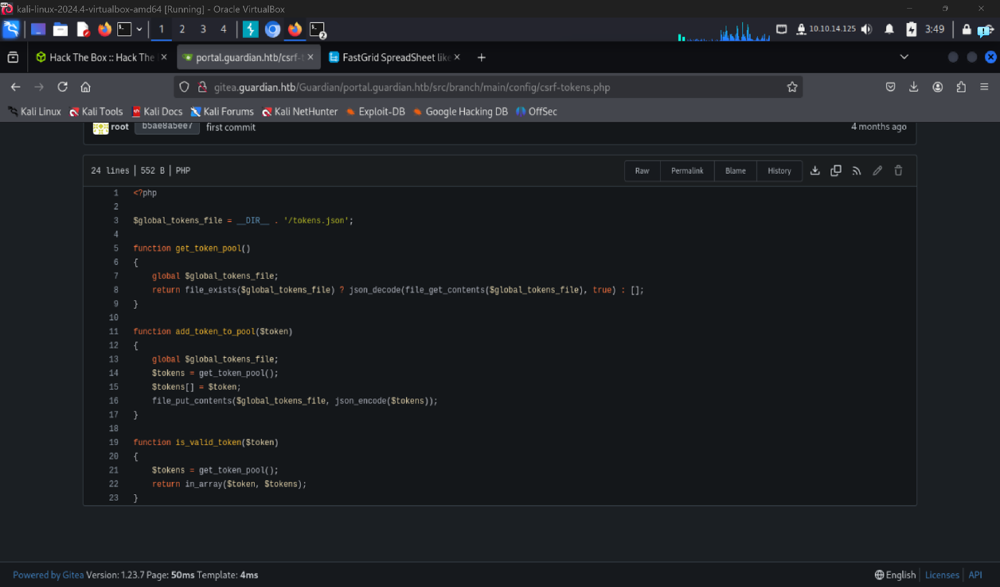 kali-linux-2024.4-virtualbox-amd64 [Running] - Oracle VirtualBox
1 2 3 4 2 10.10.14.125 3:49
Hack The Box :: Hack The portal.guardian.htb/csrf-t FastGrid SpreadSheet like
gitea.guardian.htb/Guardian/portal.guardian.htb/src/branch/main/config/csrf-tokens.php
Kali Linux Kali Tools Kali Docs Kali Forums Kali NetHunter Exploit-DB Google Hacking DB OffSec
root b5ae8a5ee7 first commit 4 months ago
24 lines | 552 B | PHP Raw Permalink Blame History
1 <?php
2
3 $global_tokens_file = __DIR__ . '/tokens.json';
4
5 function get_token_pool()
6 {
7     global $global_tokens_file;
8     return file_exists($global_tokens_file) ? json_decode(file_get_contents($global_tokens_file), true) : [];
9 }
10
11 function add_token_to_pool($token)
12 {
13     global $global_tokens_file;
14     $tokens = get_token_pool();
15     $tokens[] = $token;
16     file_put_contents($global_tokens_file, json_encode($tokens));
17 }
18
19 function is_valid_token($token)
20 {
21     $tokens = get_token_pool();
22     return in_array($token, $tokens);
23 }
Powered by Gitea Version: 1.23.7 Page: 50ms Template: 4ms English Licenses API